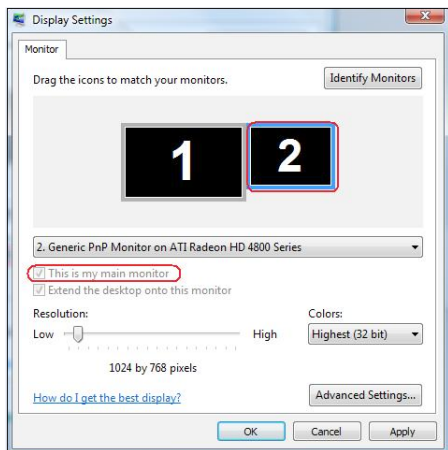 Display Settings
Monitor
Drag the icons to match your monitors.
Identify Monitors
1
2
2. Generic PnP Monitor on ATI Radeon HD 4800 Series
This is my main monitor
Extend the desktop onto this monitor
Resolution:
Colors:
Low
High
Highest (32 bit)
1024 by 768 pixels
How do I get the best display?
Advanced Settings...
OK
Cancel
Apply